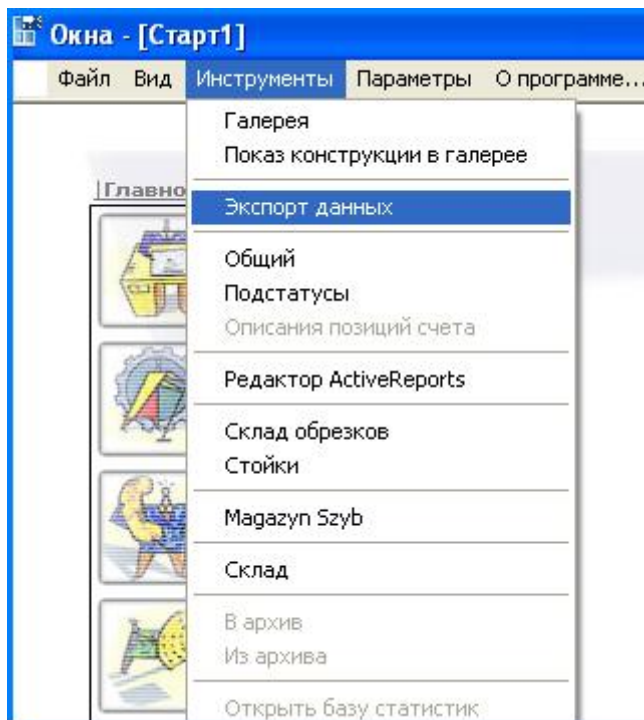 Окна - [Старт1]
Файл Вид Инструменты Параметры О программе...
Галерея
Показ конструкции в галерее
|Главно
Экспорт данных
Общий
Подстатусы
Описания позиций счета
Редактор ActiveReports
Склад обрезков
Стойки
Magazyn Szyb
Склад
В архив
Из архива
Открыть базу статистик